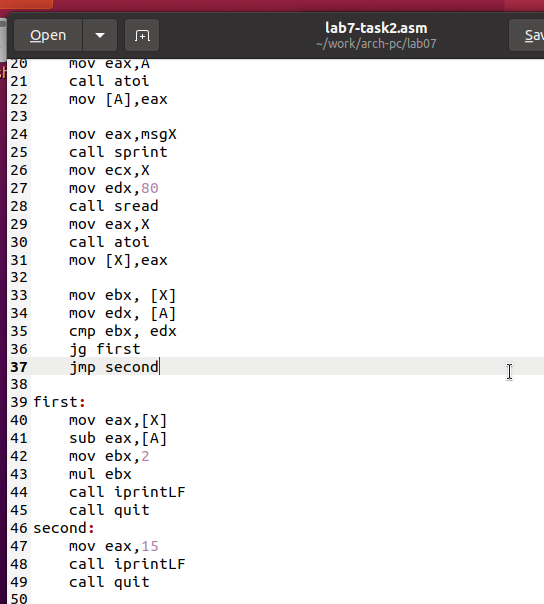 Open
lab7-task2.asm
~/work/arch-pc/lab07
20 mov eax,A
21 call atoi
22 mov [A],eax
23
24 mov eax,msgX
25 call sprint
26 mov ecx,X
27 mov edx,80
28 call sread
29 mov eax,X
30 call atoi
31 mov [X],eax
32
33 mov ebx, [X]
34 mov edx, [A]
35 cmp ebx, edx
36 jg first
37 jmp second
38
39 first:
40 mov eax,[X]
41 sub eax,[A]
42 mov ebx,2
43 mul ebx
44 call iprintLF
45 call quit
46 second:
47 mov eax,15
48 call iprintLF
49 call quit
50